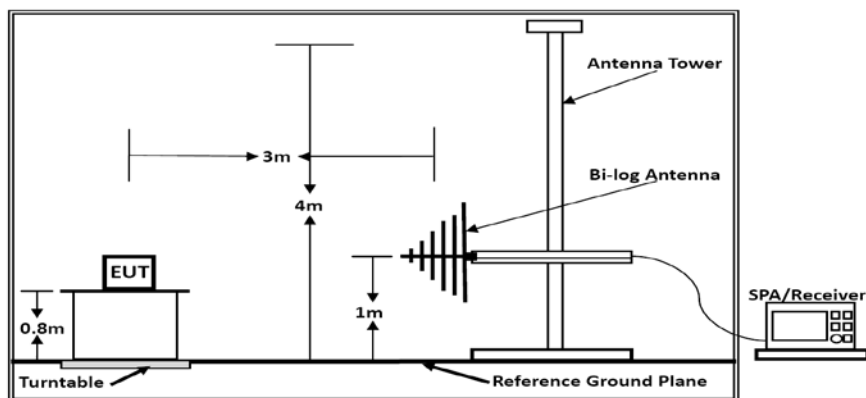 Antenna Tower
3m
Bi-log Antenna
4m
EUT
SPA/Receiver
0.8m
1m
Turntable
Reference Ground Plane